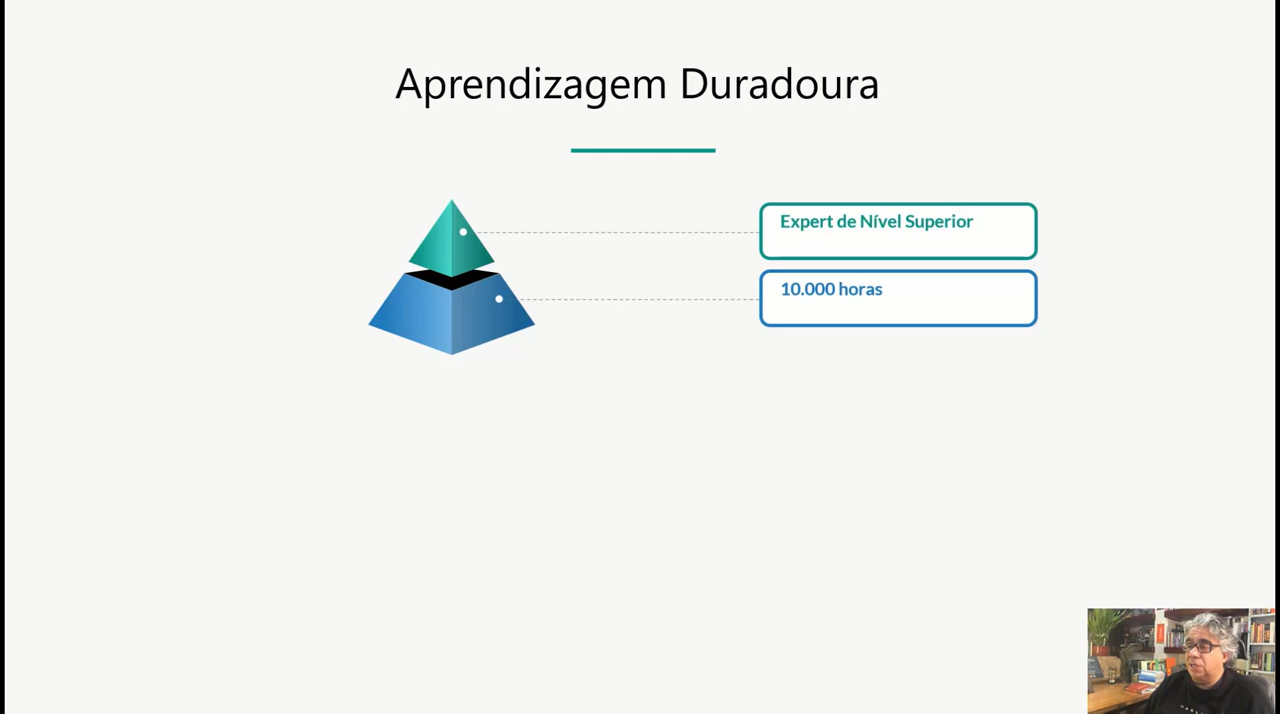 Aprendizagem Duradoura
Expert de Nível Superior
10.000 horas